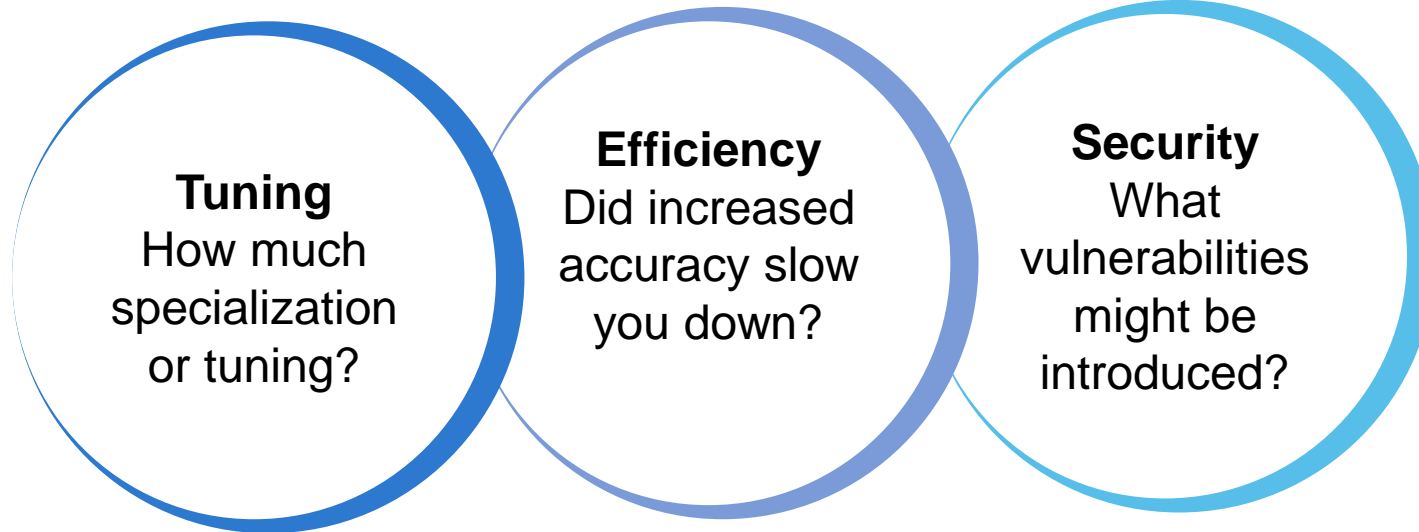 Tuning
How much
specialization
or tuning?
Efficiency
Did increased
accuracy slow
you down?
Security
What
vulnerabilities
might be
introduced?